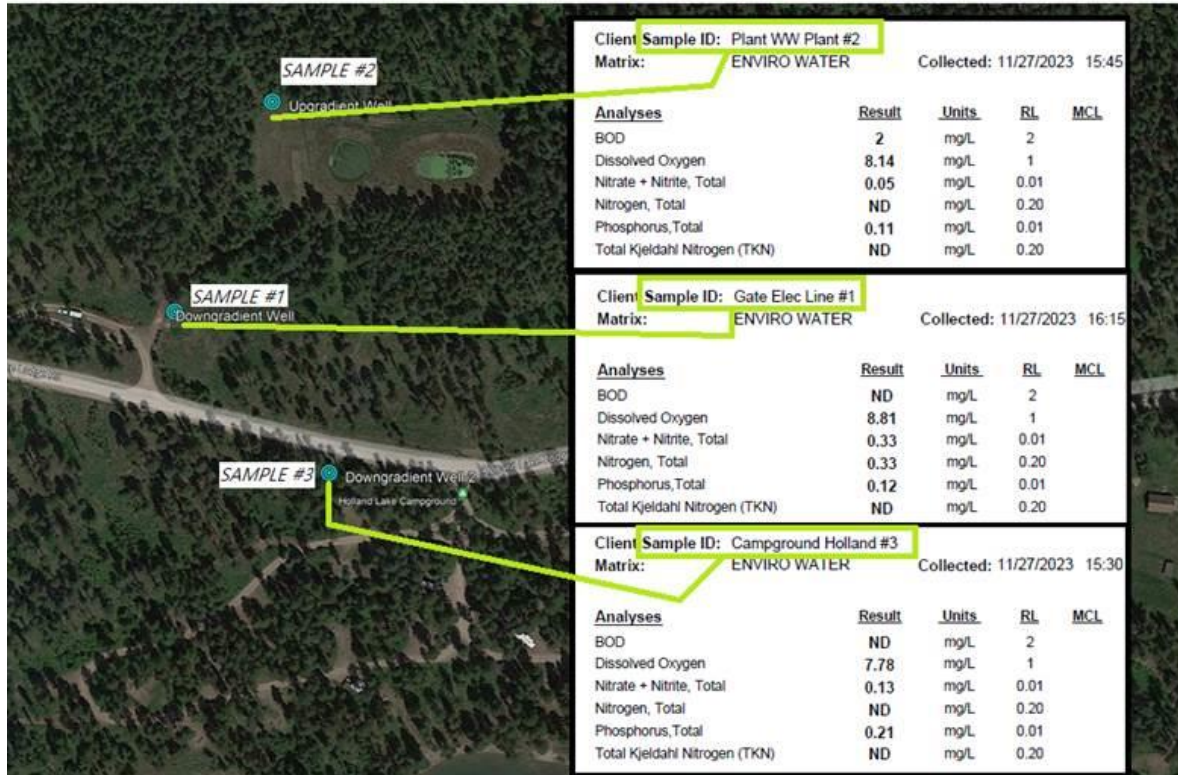 SAMPLE #2
Upgradient Well
SAMPLE #1
Downgradient Well
SAMPLE #3
Downgradient Well 2
Holland Lake Campground
Client Sample ID: Plant WW Plant #2
Matrix: ENVIRO WATER Collected: 11/27/2023 15:45
Analyses Result Units RL MCL
BOD 2 mg/L 2
Dissolved Oxygen 8.14 mg/L 1
Nitrate + Nitrite, Total 0.05 mg/L 0.01
Nitrogen, Total ND mg/L 0.20
Phosphorus,Total 0.11 mg/L 0.01
Total Kjeldahl Nitrogen (TKN) ND mg/L 0.20
Client Sample ID: Gate Elec Line #1
Matrix: ENVIRO WATER Collected: 11/27/2023 16:15
Analyses Result Units RL MCL
BOD ND mg/L 2
Dissolved Oxygen 8.81 mg/L 1
Nitrate + Nitrite, Total 0.33 mg/L 0.01
Nitrogen, Total 0.33 mg/L 0.20
Phosphorus,Total 0.12 mg/L 0.01
Total Kjeldahl Nitrogen (TKN) ND mg/L 0.20
Client Sample ID: Campground Holland #3
Matrix: ENVIRO WATER Collected: 11/27/2023 15:30
Analyses Result Units RL MCL
BOD ND mg/L 2
Dissolved Oxygen 7.78 mg/L 1
Nitrate + Nitrite, Total 0.13 mg/L 0.01
Nitrogen, Total ND mg/L 0.20
Phosphorus,Total 0.21 mg/L 0.01
Total Kjeldahl Nitrogen (TKN) ND mg/L 0.20